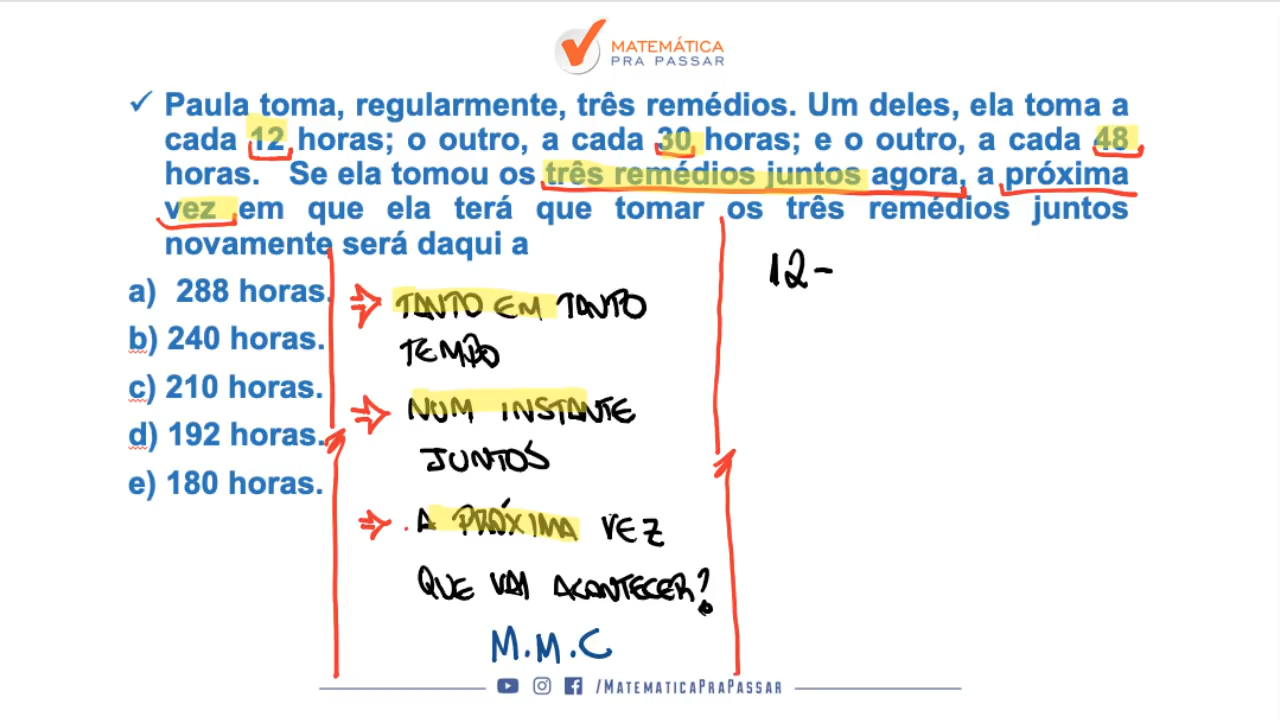 MATEMÁTICA
PRA PASSAR
✓ Paula toma, regularmente, três remédios. Um deles, ela toma a
cada 12 horas; o outro, a cada 30 horas; e o outro, a cada 48
horas. Se ela tomou os três remédios juntos agora, a próxima
vez em que ela terá que tomar os três remédios juntos
novamente será daqui a
a) 288 horas.
b) 240 horas.
c) 210 horas.
d) 192 horas.
e) 180 horas.
⇒ TANTO EM TANTO
TEMPO
⇒ NUM INSTANTE
JUNTOS
⇒ A PRÓXIMA VEZ
QUE VAI ACONTECER?
M.M.C
12-
/MATEMATICAPRAPASSAR